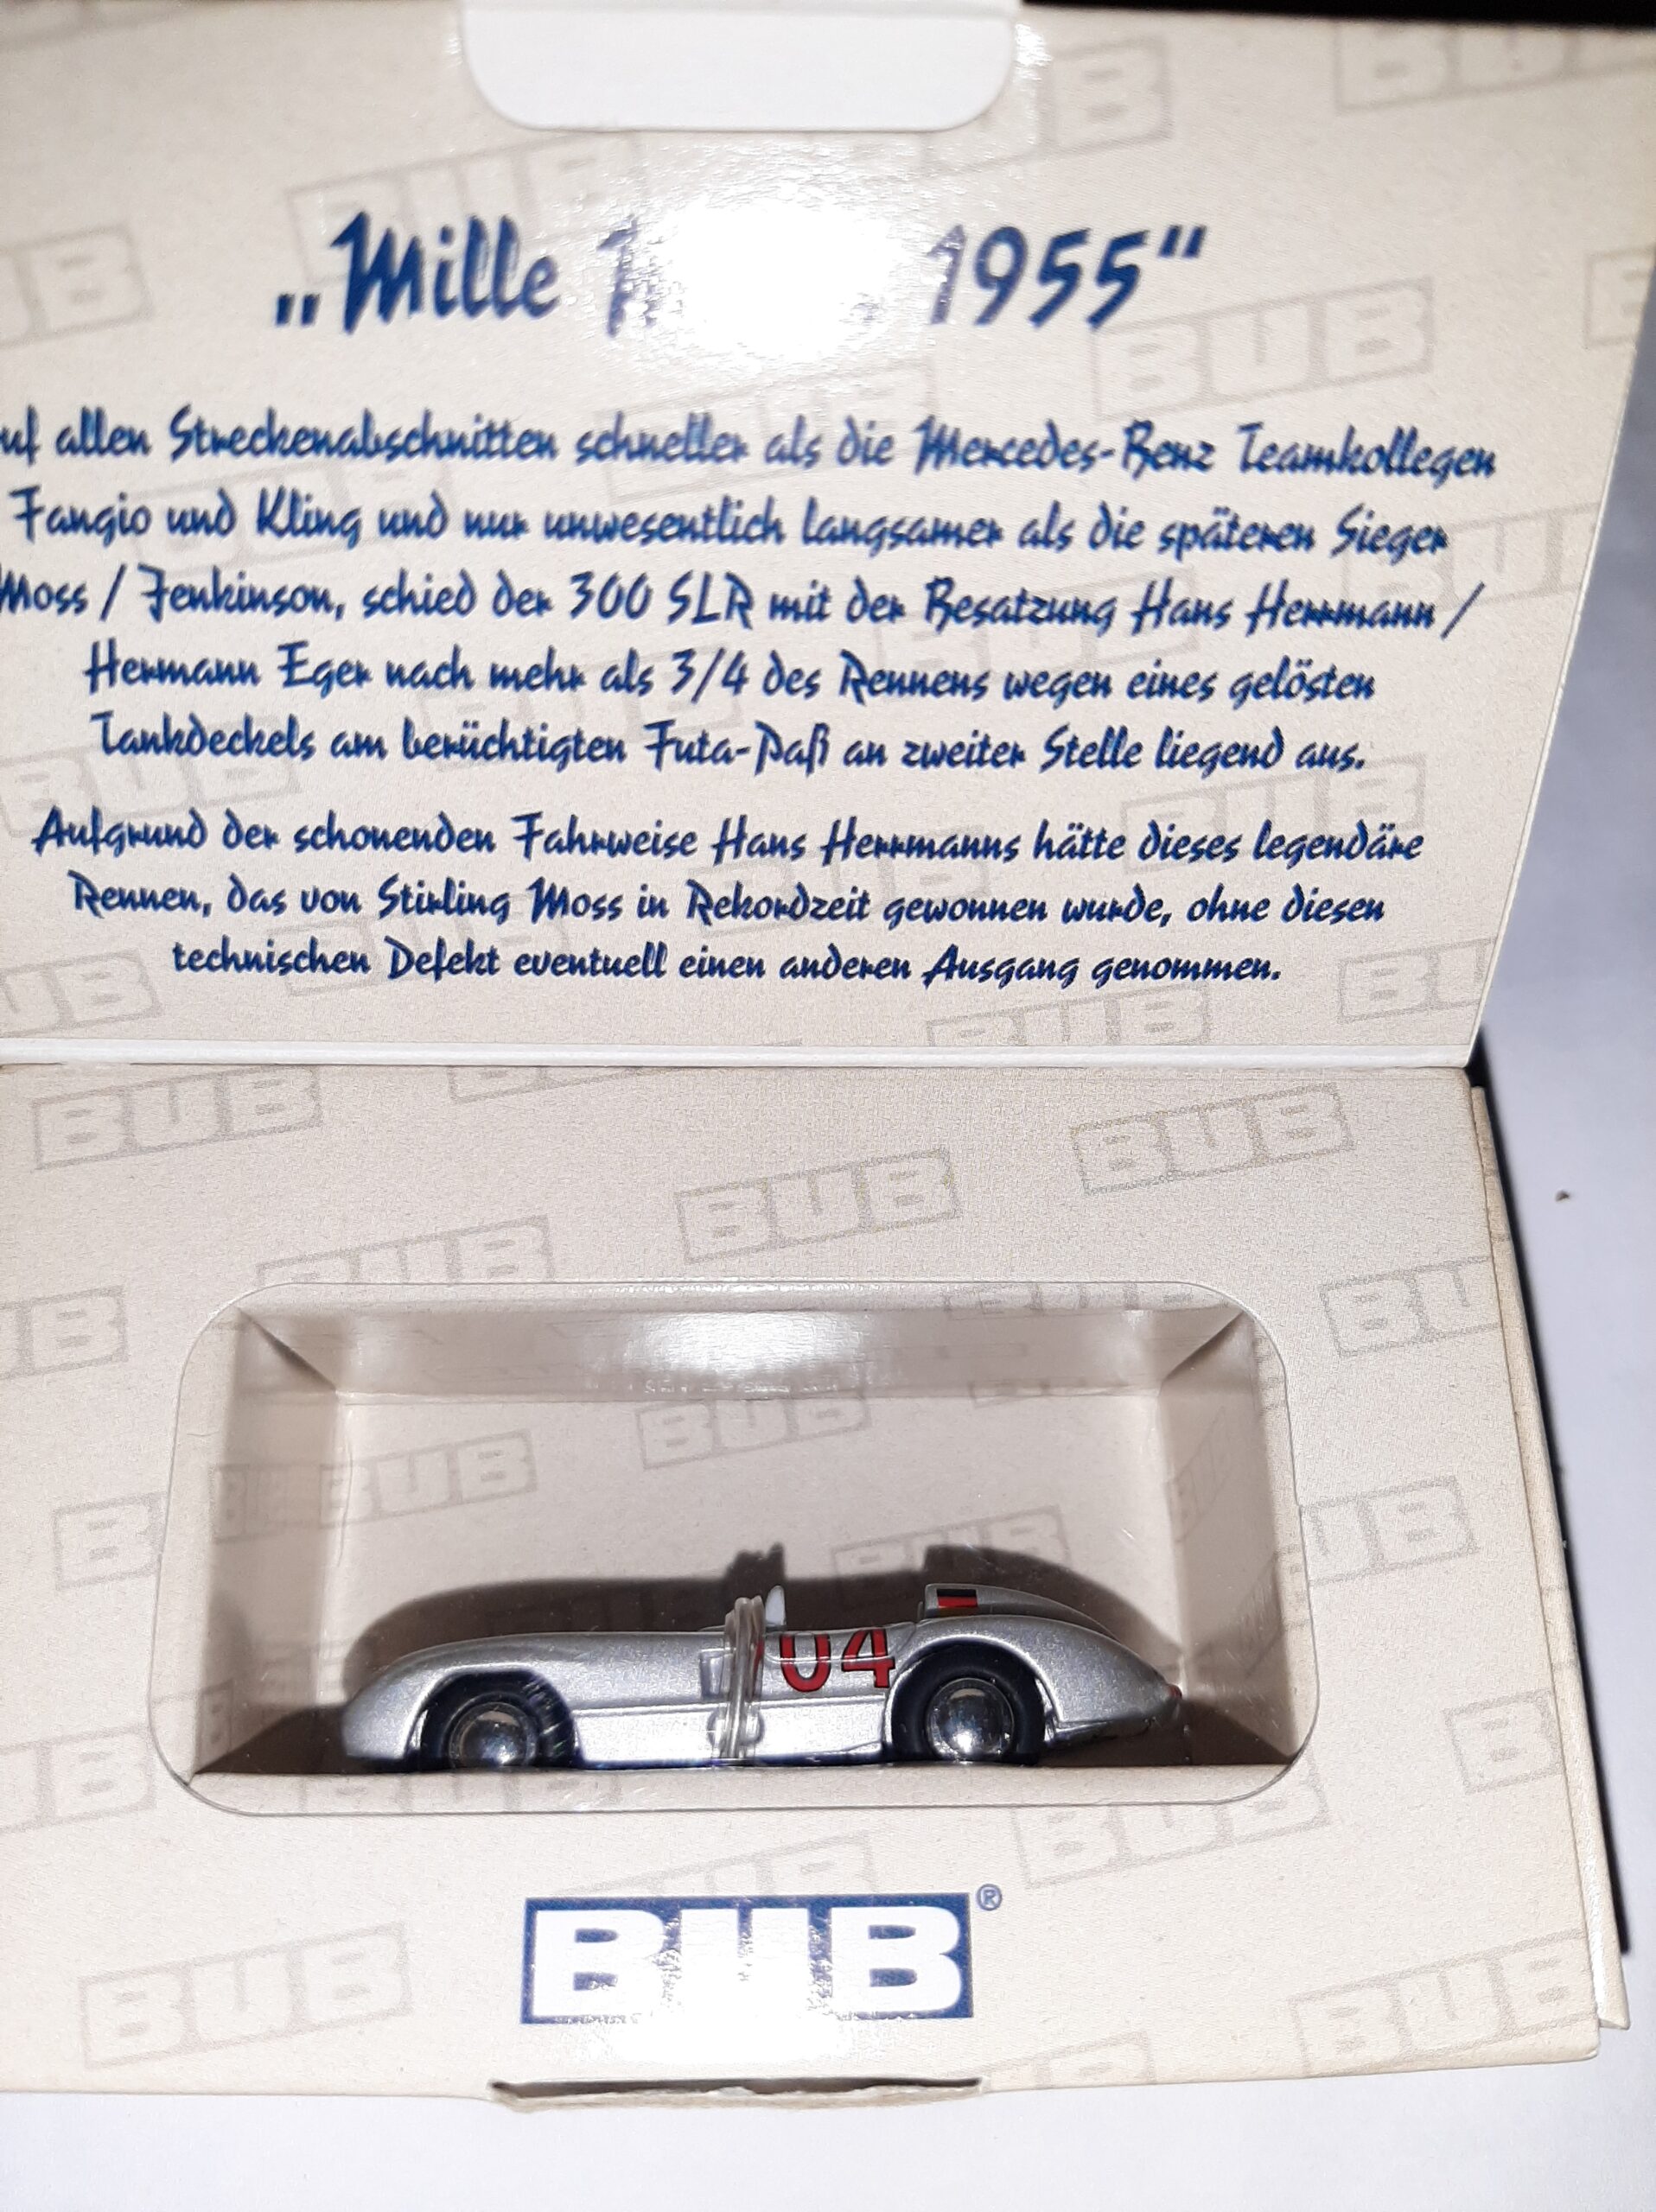 „Mille 1955“
allen Streckenabschnitten schneller als die Mercedes-Benz Teamkollegen
Fangio und Kling und nur unwesentlich langsamer als die späteren Sieger
Moss / Jenkinson, schied der 300 SLR mit der Besatzung Hans Herrmann /
Hermann Eger nach mehr als 3/4 des Rennens wegen eines gelösten
Tankdeckels am berüchtigten Futa-Paß an zweiter Stelle liegend aus.
Aufgrund der schonenden Fahrweise Hans Herrmanns hätte dieses legendäre
Rennen, das von Stirling Moss in Rekordzeit gewonnen wurde, ohne diesen
technischen Defekt eventuell einen anderen Ausgang genommen.
04
BUB®